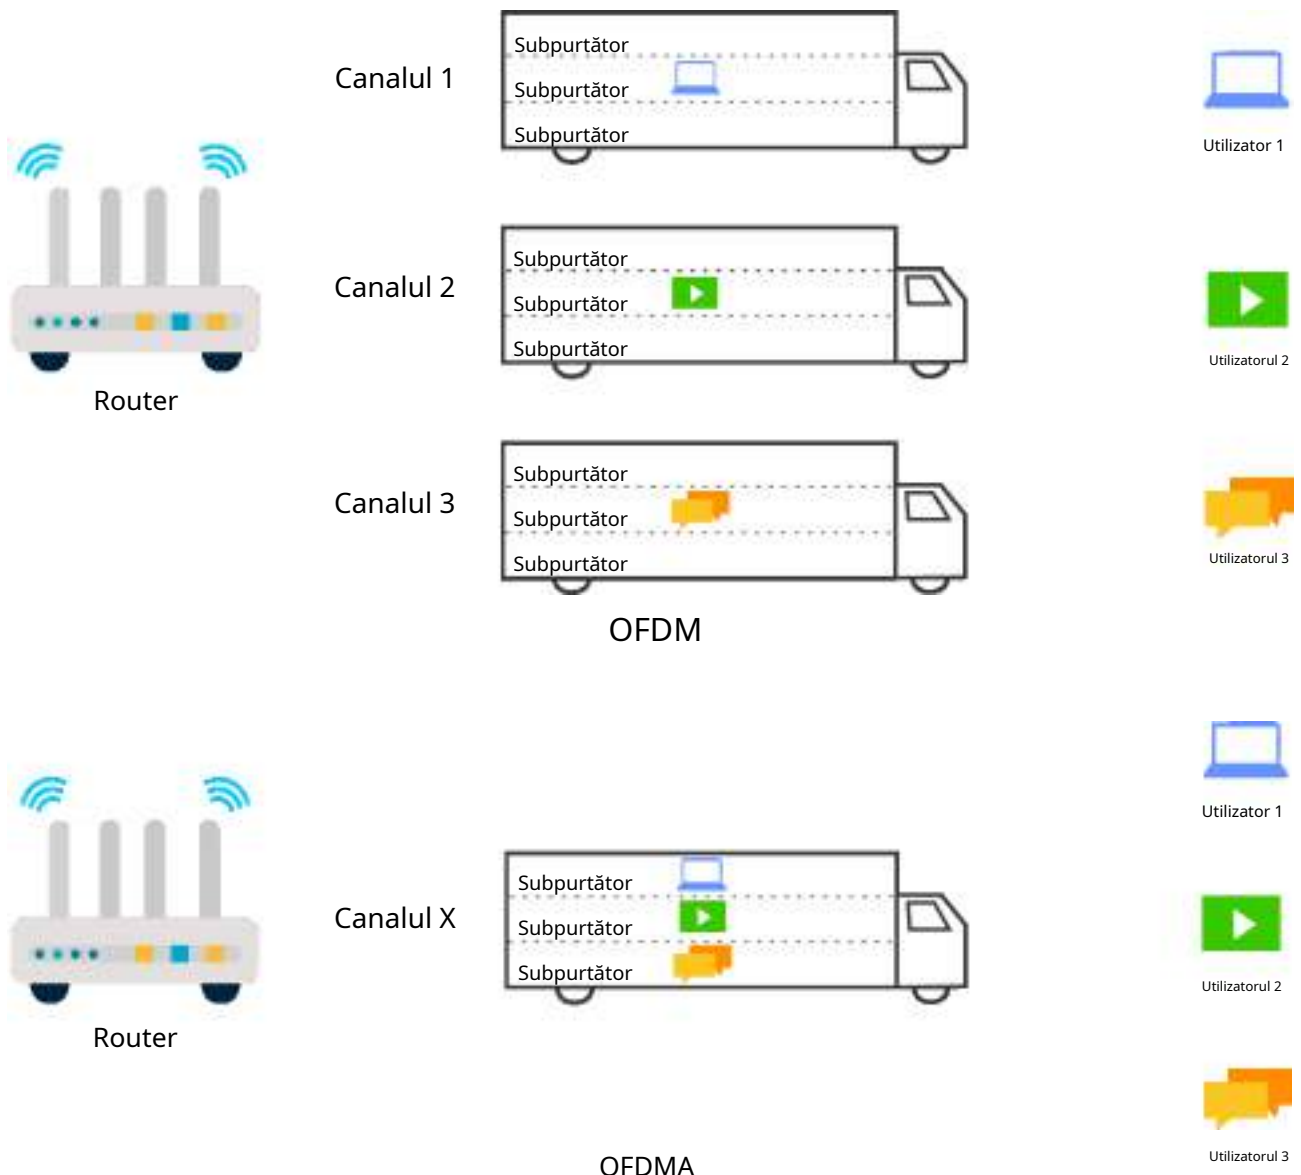 Subpurtător
Canalul 1
Subpurtător
Subpurtător
Utilizator 1
Subpurtător
Canalul 2
Subpurtător
Subpurtător
Utilizatorul 2
Router
Subpurtător
Canalul 3
Subpurtător
Subpurtător
Utilizatorul 3
OFDM
Utilizator 1
Subpurtător
Canalul X
Subpurtător
Subpurtător
Utilizatorul 2
Router
OFDMA
Utilizatorul 3